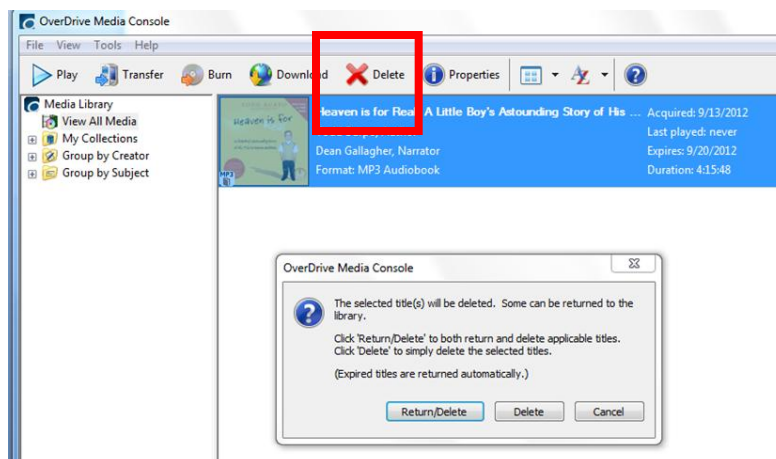 OverDrive Media Console
File View Tools Help
Play Transfer Burn Download Delete Properties
Media Library
View All Media
My Collections
Group by Creator
Group by Subject
Heaven is for
MP3
Heaven is for Real: A Little Boy's Astounding Story of His ...
Dean Gallagher, Narrator
Format: MP3 Audiobook
Acquired: 9/13/2012
Last played: never
Expires: 9/20/2012
Duration: 4:15:48
OverDrive Media Console
The selected title(s) will be deleted. Some can be returned to the
library.
Click 'Return/Delete' to both return and delete applicable titles.
Click 'Delete' to simply delete the selected titles.
(Expired titles are returned automatically.)
Return/Delete Delete Cancel